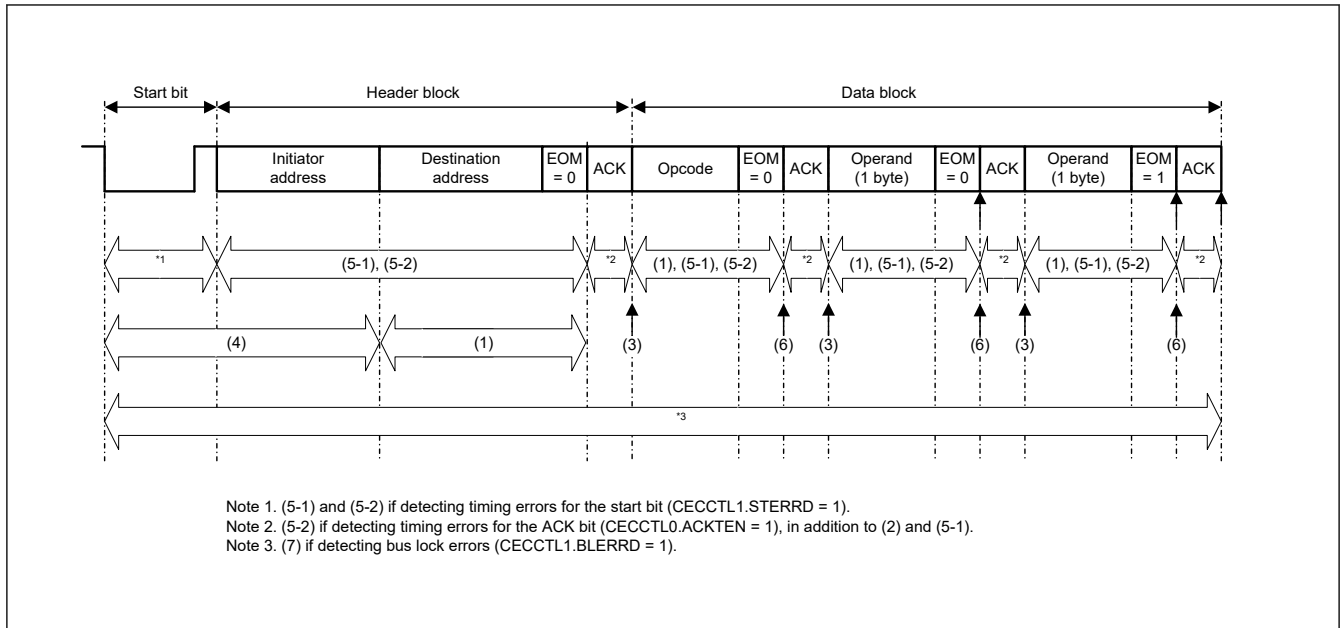 Start bit
Header block
Data block
Initiator
address
Destination
address
EOM
= 0
ACK
Opcode
EOM
= 0
ACK
Operand
(1 byte)
EOM
= 0
ACK
Operand
(1 byte)
EOM
= 1
ACK
*1
(5-1), (5-2)
*2
(1), (5-1), (5-2)
*2
(1), (5-1), (5-2)
*2
(1), (5-1), (5-2)
*2
(4)
(1)
(3)
(6)
(3)
(6)
(3)
(6)
*3
Note 1. (5-1) and (5-2) if detecting timing errors for the start bit (CECCTL1.STERRD = 1).
Note 2. (5-2) if detecting timing errors for the ACK bit (CECCTL0.ACKTEN = 1), in addition to (2) and (5-1).
Note 3. (7) if detecting bus lock errors (CECCTL1.BLERRD = 1).